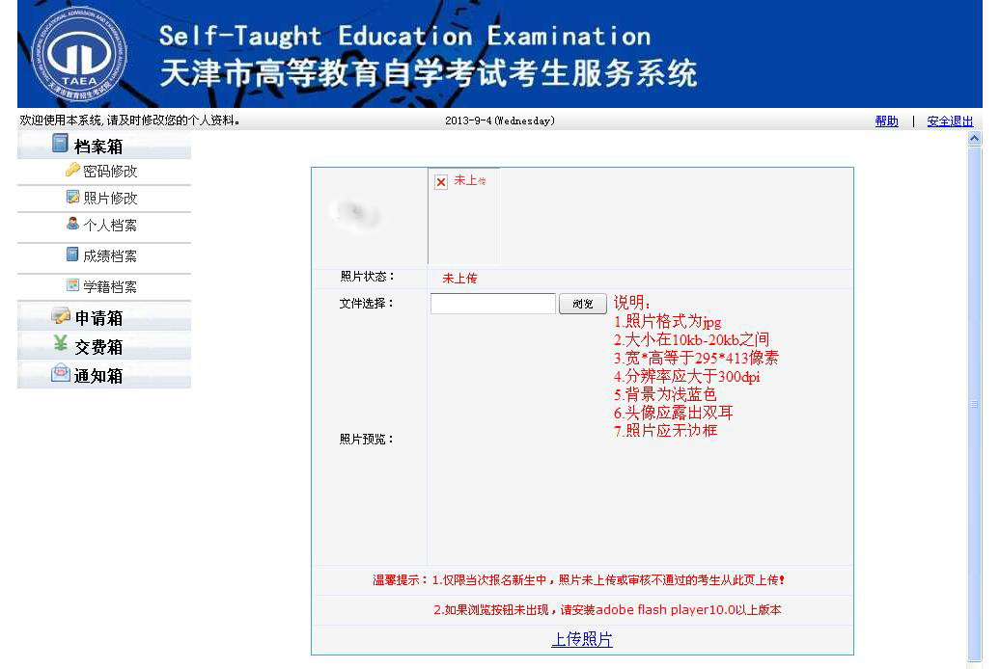 Self-Taught Education Examination
天津市高等教育自学考试考生服务系统
TAEA
欢迎使用本系统,请及时修改您的个人资料。
2013-9-4(Wednesday)
帮助 | 安全退出
档案箱
密码修改
照片修改
个人档案
成绩档案
学籍档案
申请箱
交费箱
通知箱
未上传
照片状态：
未上传
文件选择：
浏览
说明:
1.照片格式为jpg
2.大小在10kb-20kb之间
3.宽*高等于295*413像素
4.分辨率应大于300dpi
5.背景为浅蓝色
6.头像应露出双耳
7.照片应无边框
照片预览：
温馨提示：1.仅限当次报名新生中，照片未上传或审核不通过的考生从此页上传！
2.如果浏览按钮未出现，请安装adobe flash player10.0以上版本
上传照片